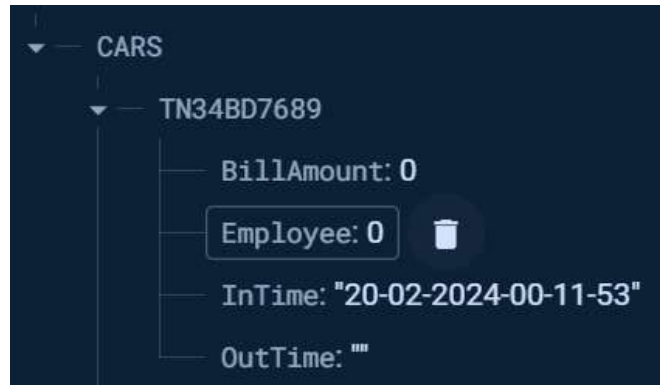 CARS
TN34BD7689
BillAmount: 0
Employee: 0
InTime: "20-02-2024-00-11-53"
OutTime: ""